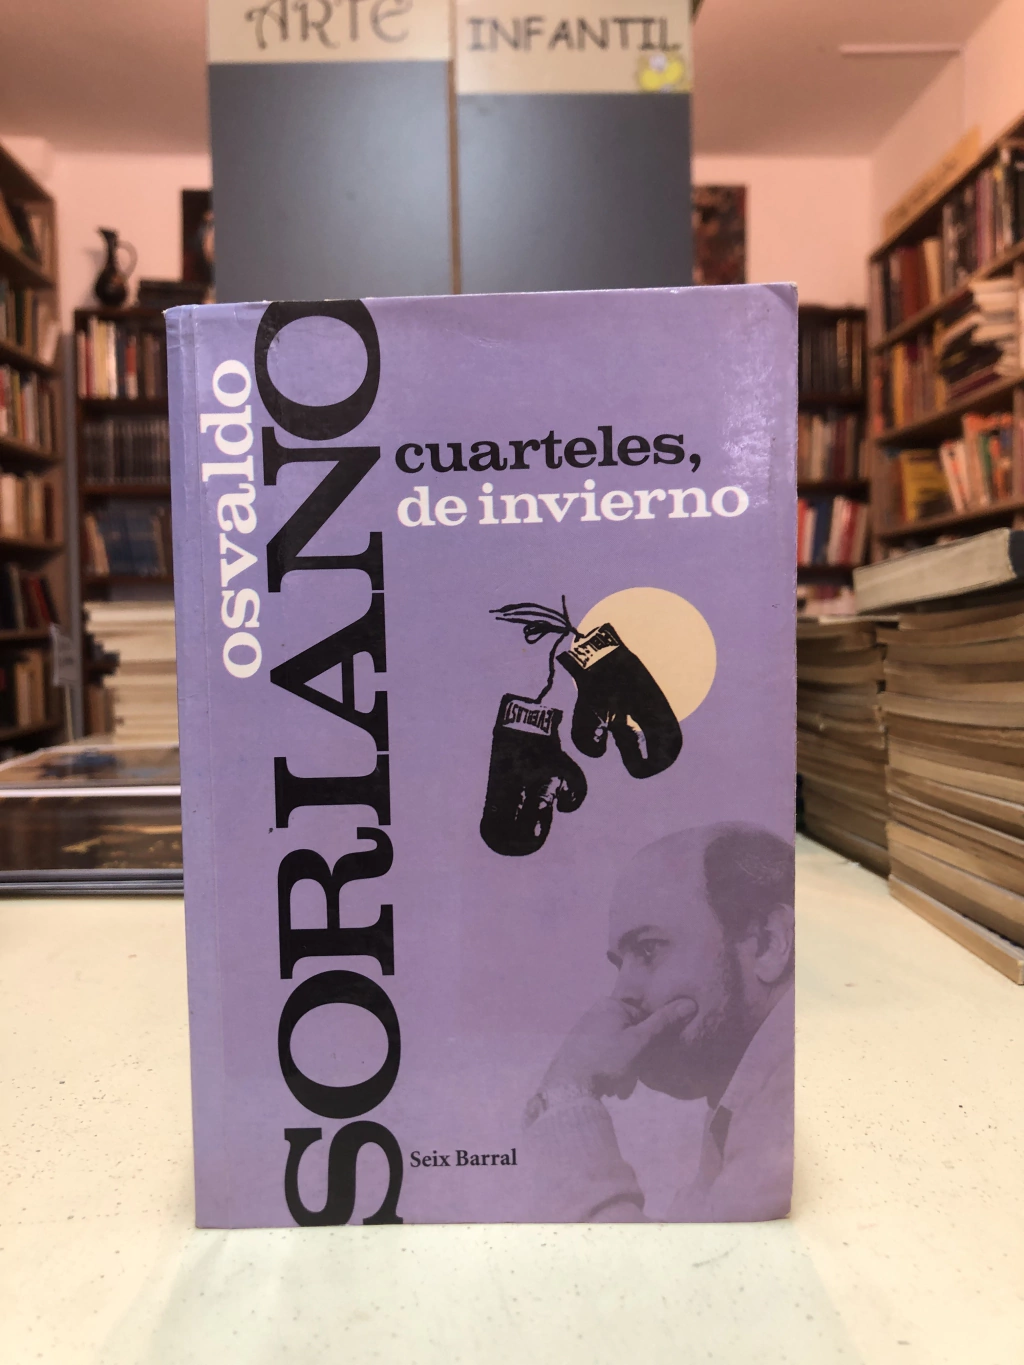 ARTE
INFANTIL
osvaldo
SORIANO
cuarteles,
de invierno
EVERLAST
EVERLAST
Seix Barral